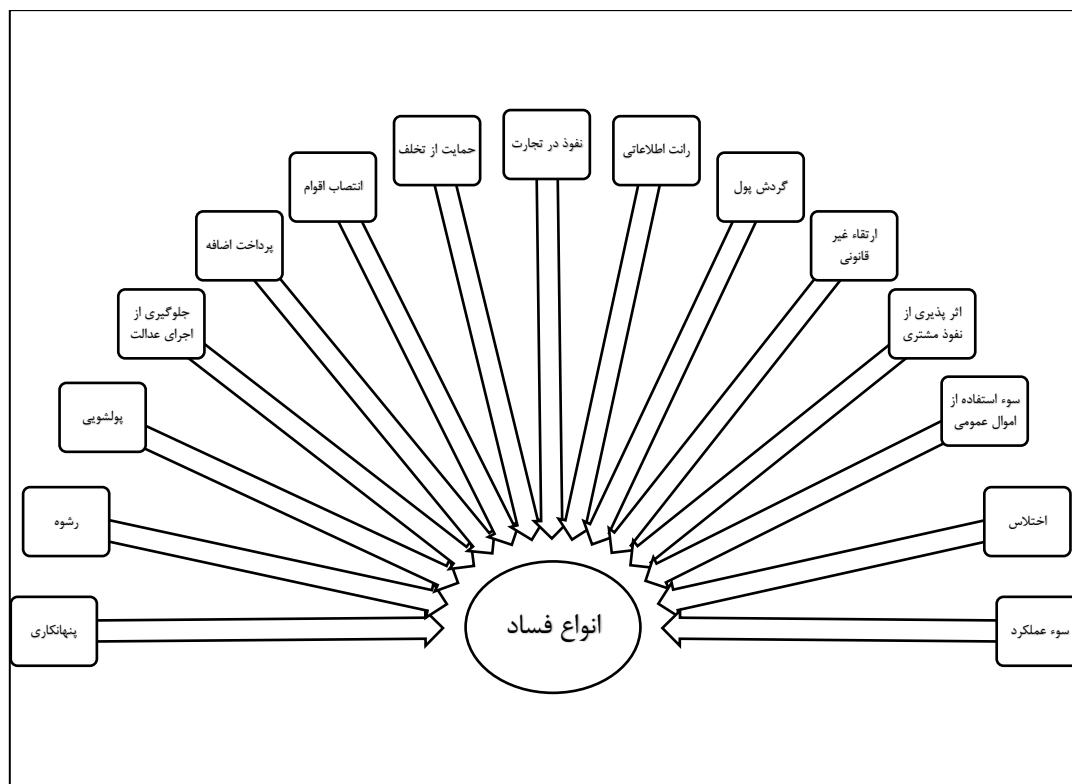 نفوذ در تجارت
رانت اطلاعاتی
حمایت از تخلف
گردش پول
انتصاب اقوام
ارتقاء غیر
قانونی
پرداخت اضافه
اثر پذیری از
نفوذ مشتری
جلوگیری از
اجرای عدالت
سوء استفاده از
اموال عمومی
پولشویی
اختلاس
رشوه
سوء عملکرد
پنهانکاری
انواع فساد